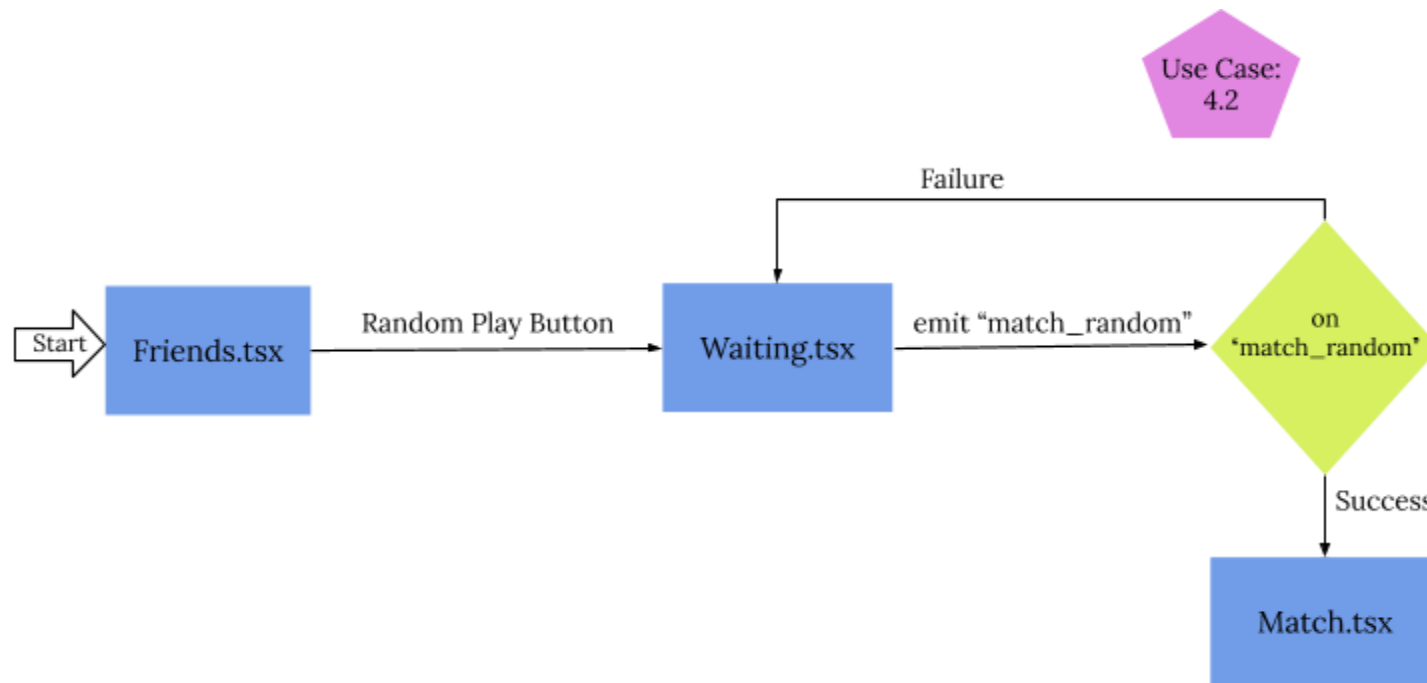 Use Case:
4.2
Failure
Start
Friends.tsx
Random Play Button
Waiting.tsx
emit “match_random”
on
“match_random”
Success
Match.tsx